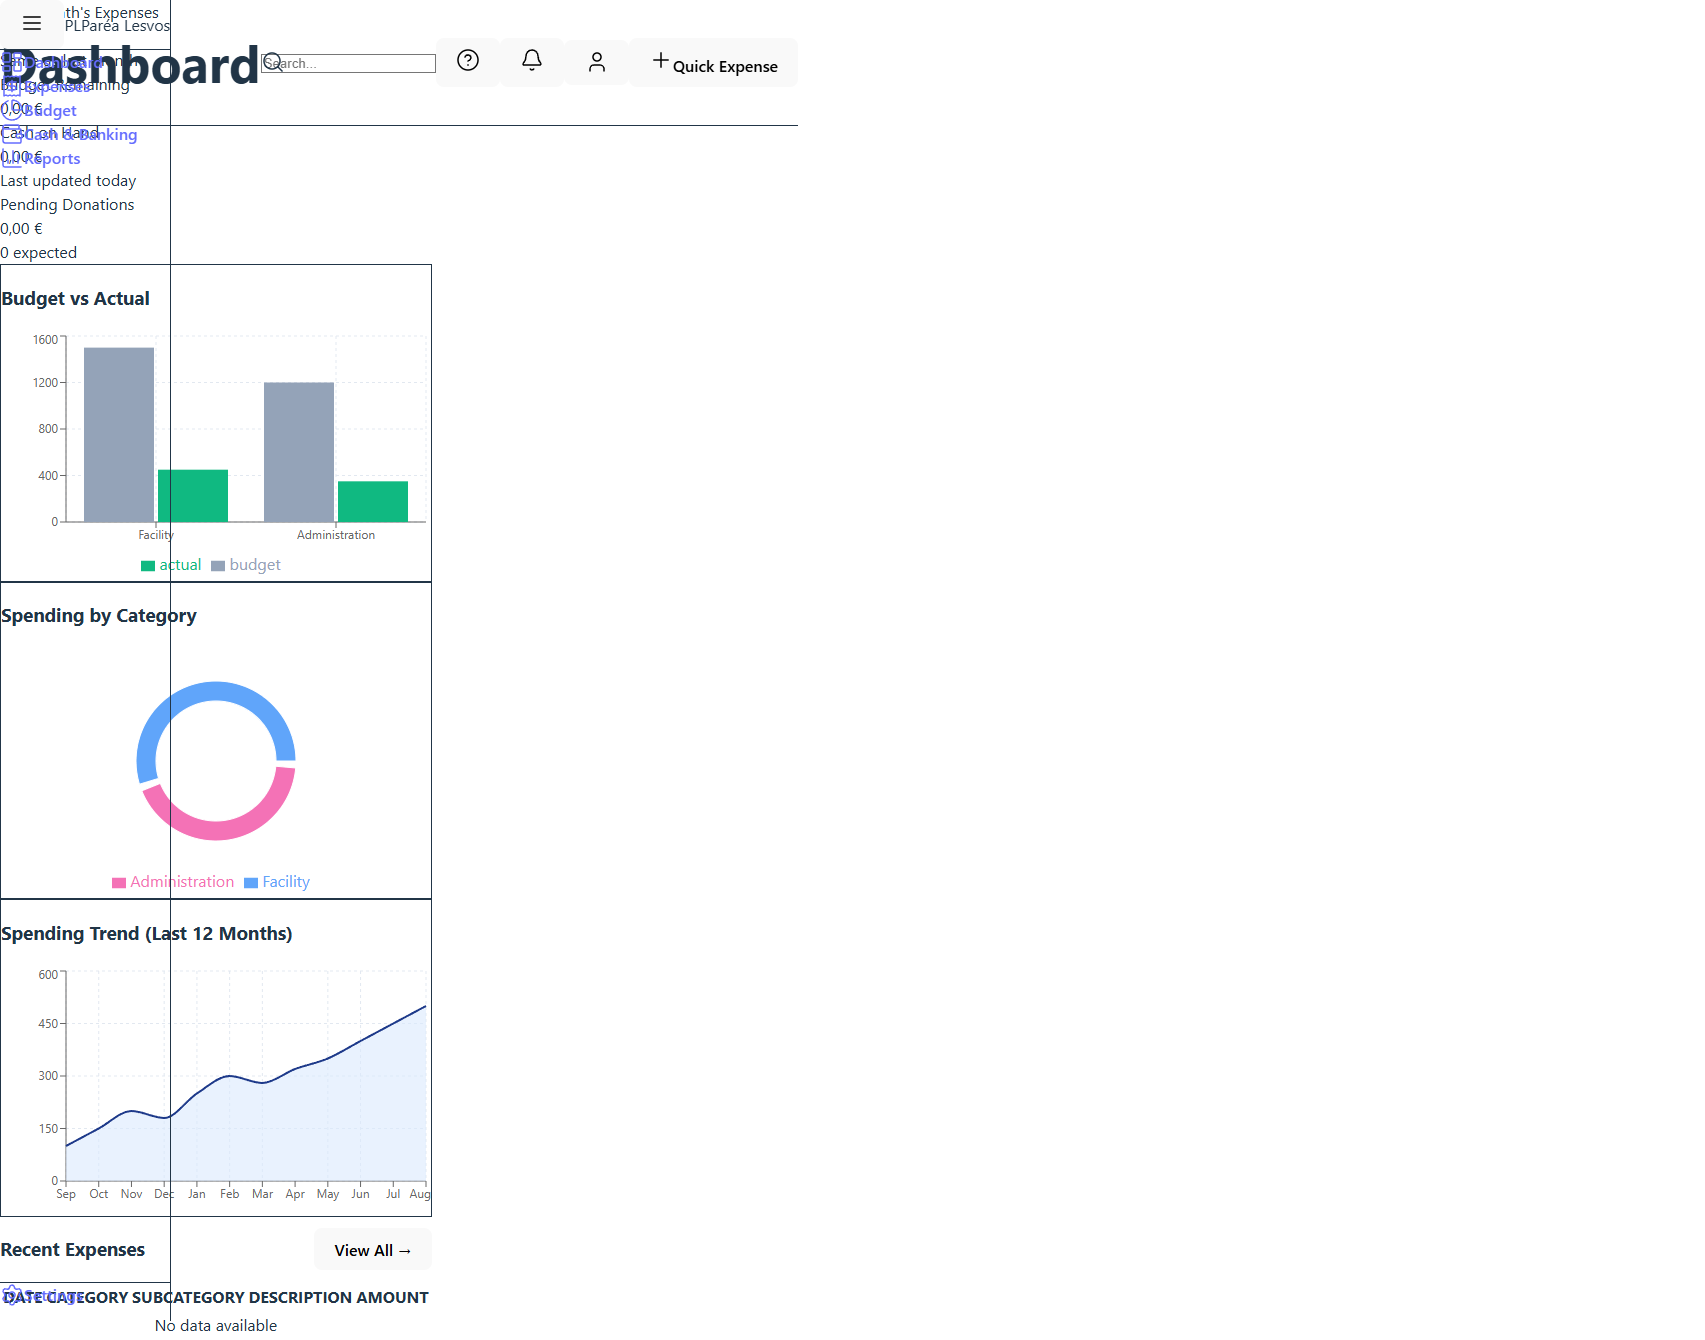 th's Expenses
PLParéa Lesvos
Dashboard
Search...
Quick Expense
Dashboard
Expenses
Budget Remaining
0,00 €
Budget
Cash on Hand
Cash & Banking
0,00 €
Reports
Last updated today
Pending Donations
0,00 €
0 expected
Budget vs Actual
1600
1200
800
400
0
Facility
Administration
actual
budget
Spending by Category
Administration
Facility
Spending Trend (Last 12 Months)
600
450
300
150
0
Sep Oct Nov Dec Jan Feb Mar Apr May Jun Jul Aug
Recent Expenses
View All →
DATE CATEGORY SUBCATEGORY DESCRIPTION AMOUNT
Settings
No data available